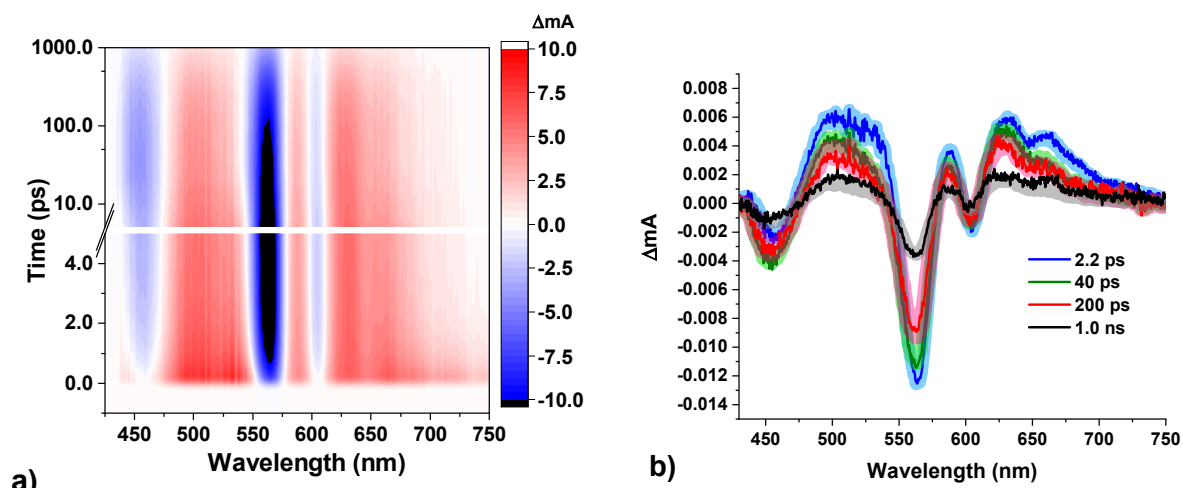 ΔmA
1000.0
100.0
10.0
4.0
2.0
0.0
Time (ps)
450 500 550 600 650 700 750
Wavelength (nm)
10.0
7.5
5.0
2.5
0.0
-2.5
-5.0
-7.5
-10.0
a)
0.008
0.006
0.004
0.002
0.000
-0.002
-0.004
-0.006
-0.008
-0.010
-0.012
-0.014
ΔmA
2.2 ps
40 ps
200 ps
1.0 ns
450 500 550 600 650 700 750
Wavelength (nm)
b)